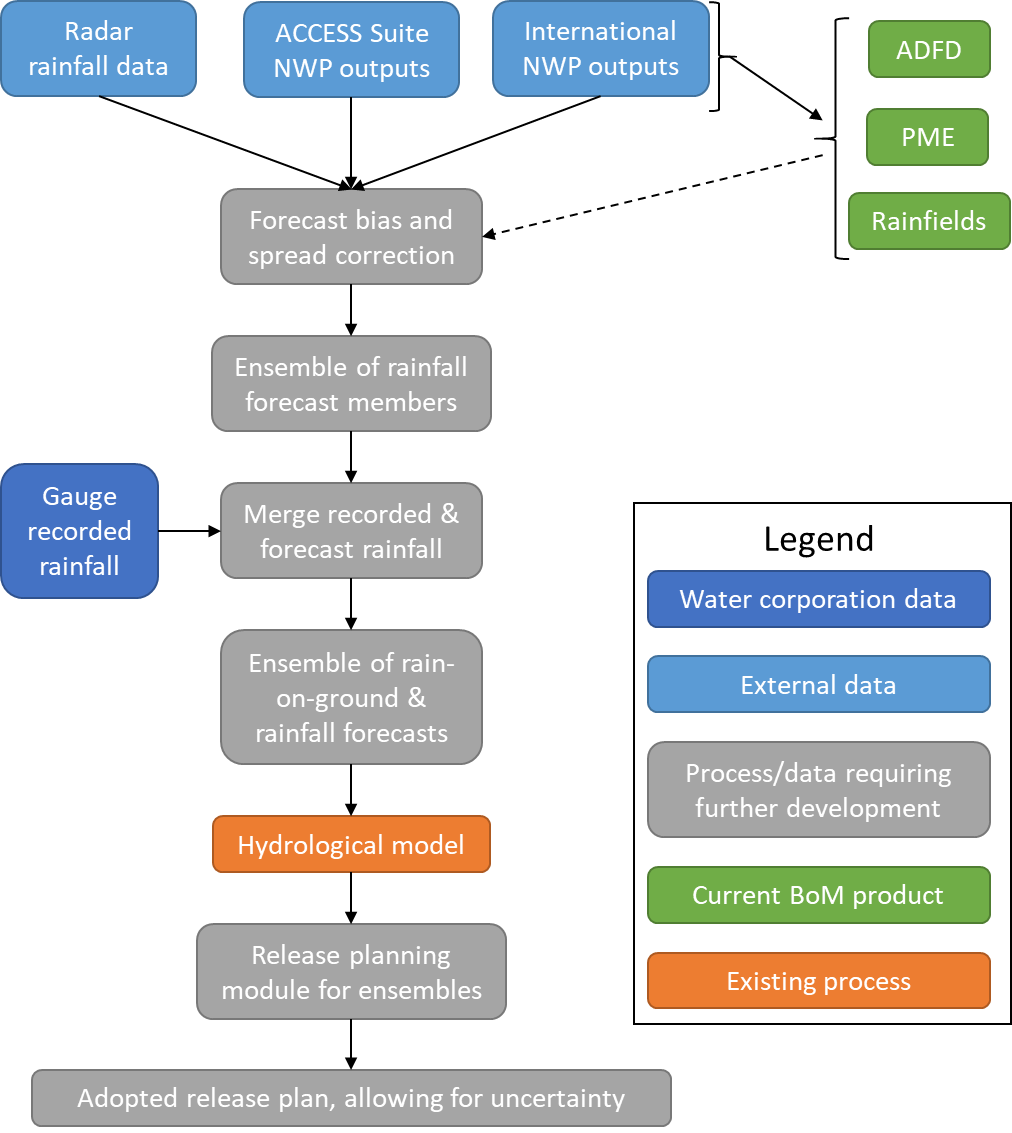 Radar
rainfall data
ACCESS Suite
NWP outputs
International
NWP outputs
ADFD
PME
Rainfields
Forecast bias and
spread correction
Ensemble of rainfall
forecast members
Gauge
recorded
rainfall
Merge recorded &
forecast rainfall
Ensemble of rain-
on-ground &
rainfall forecasts
Hydrological model
Release planning
module for ensembles
Adopted release plan, allowing for uncertainty
Legend
Water corporation data
External data
Process/data requiring
further development
Current BoM product
Existing process